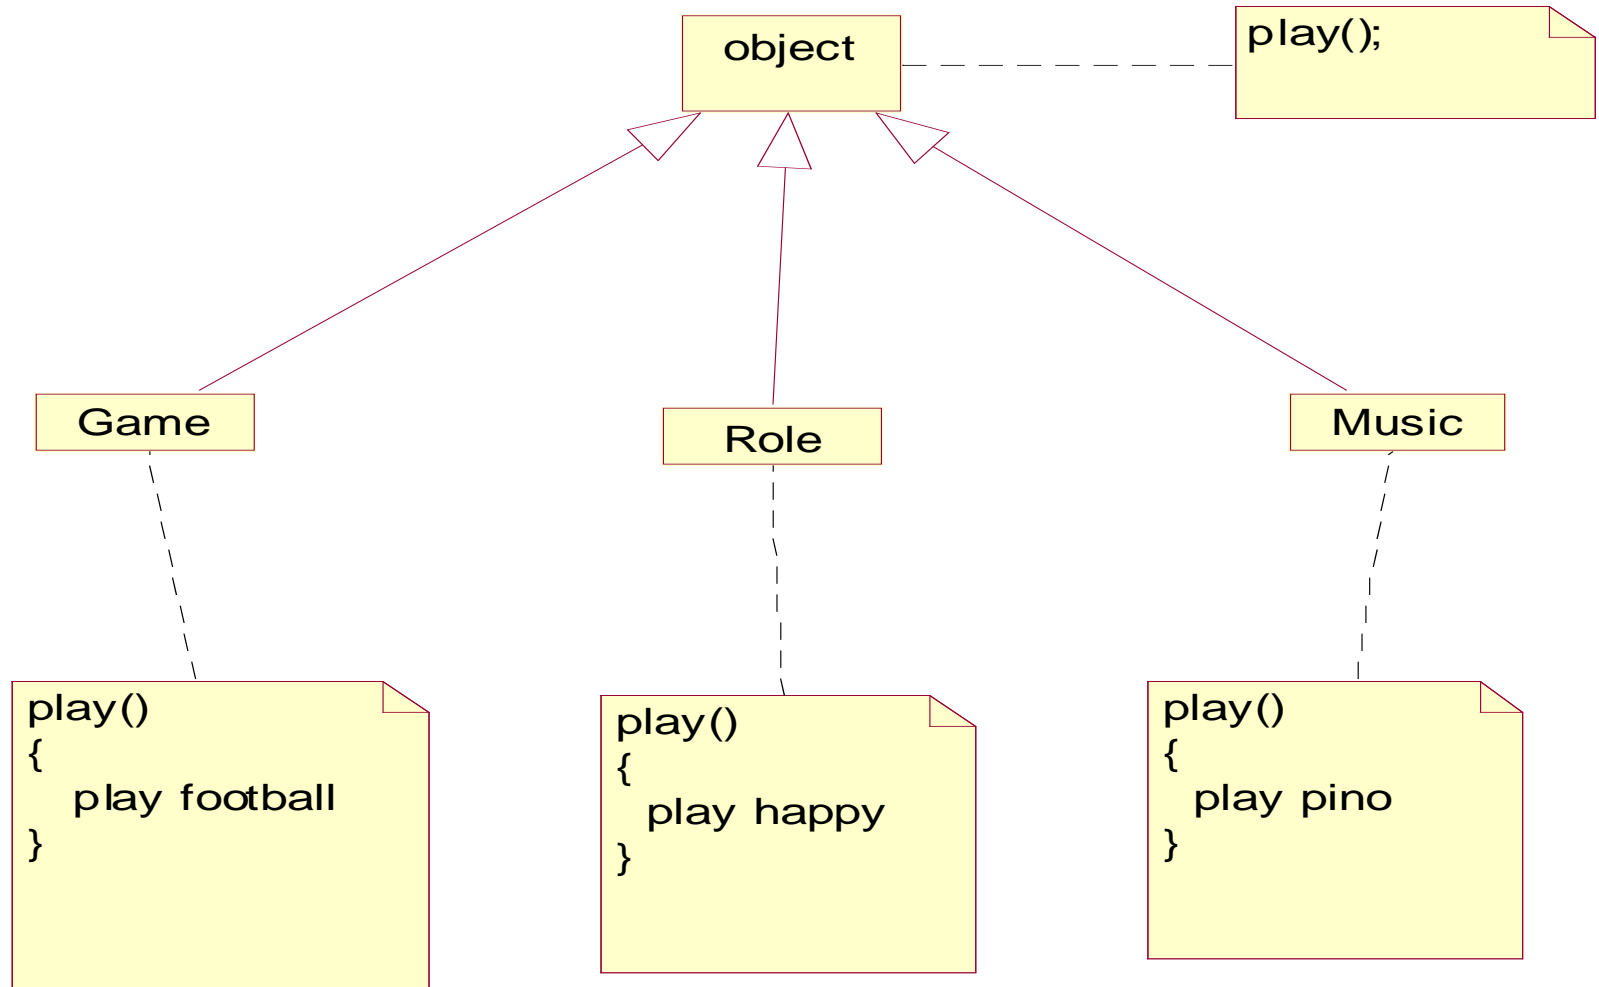 object
play();
Game
Role
Music
play()
{
play football
}
play()
{
play happy
}
play()
{
play pino
}